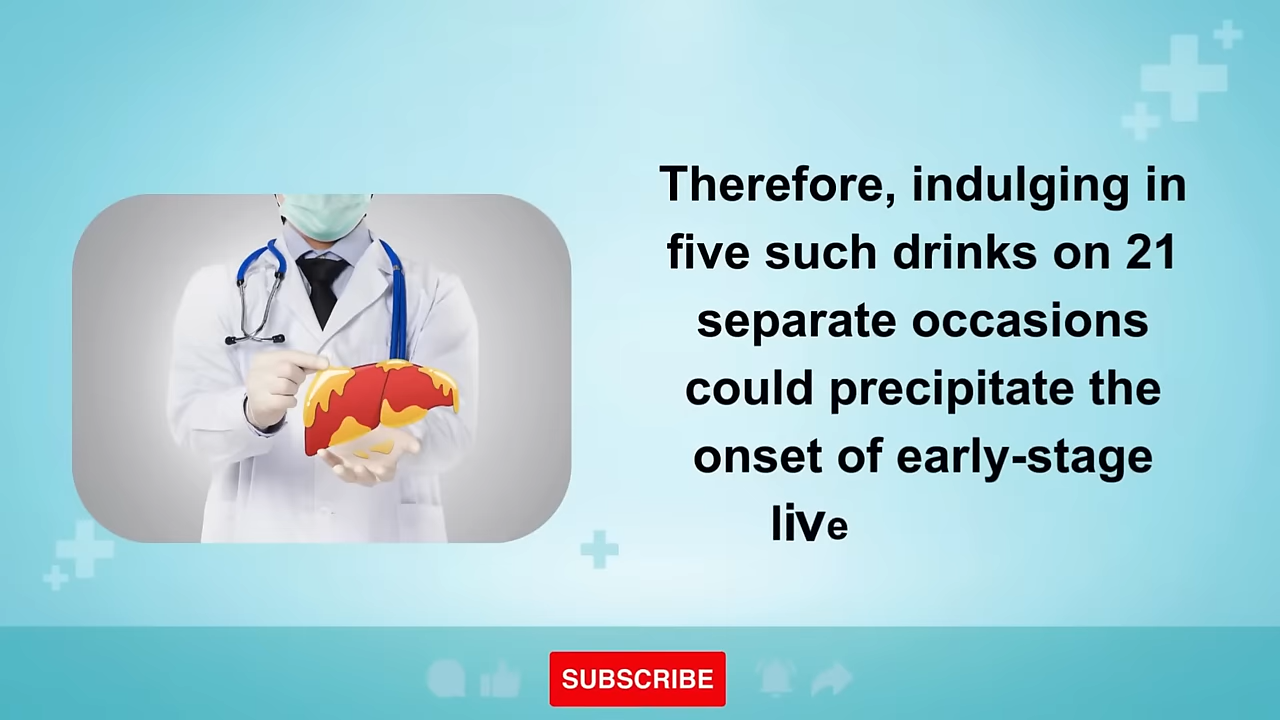 Therefore, indulging in
five such drinks on 21
separate occasions
could precipitate the
onset of early-stage
live
SUBSCRIBE